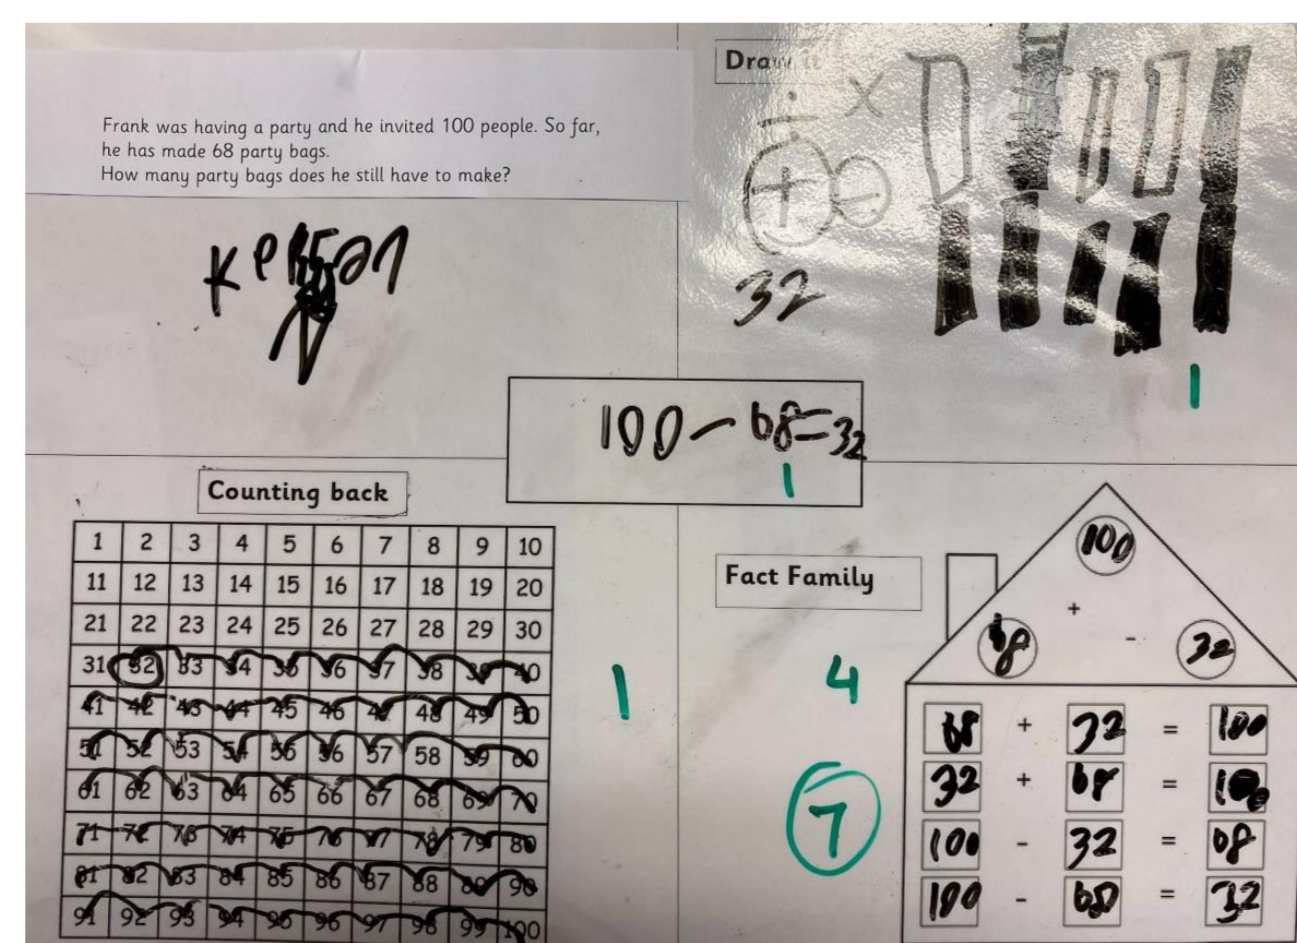 Frank was having a party and he invited 100 people. So far,
he has made 68 party bags.
How many party bags does he still have to make?
Draw it
÷ ×
+ -
32
1
100 - 68 = 32
1
Counting back
1 2 3 4 5 6 7 8 9 10
11 12 13 14 15 16 17 18 19 20
21 22 23 24 25 26 27 28 29 30
31 32 33 34 35 36 37 38 39 40
41 42 43 44 45 46 47 48 49 50
51 52 53 54 55 56 57 58 59 60
61 62 63 64 65 66 67 68 69 70
71 72 73 74 75 76 77 78 79 80
81 82 83 84 85 86 87 88 89 90
91 92 93 94 95 96 97 98 99 100
1
Fact Family
4
7
100
+
-
68 32
68 + 32 = 100
32 + 68 = 100
100 - 32 = 68
100 - 68 = 32